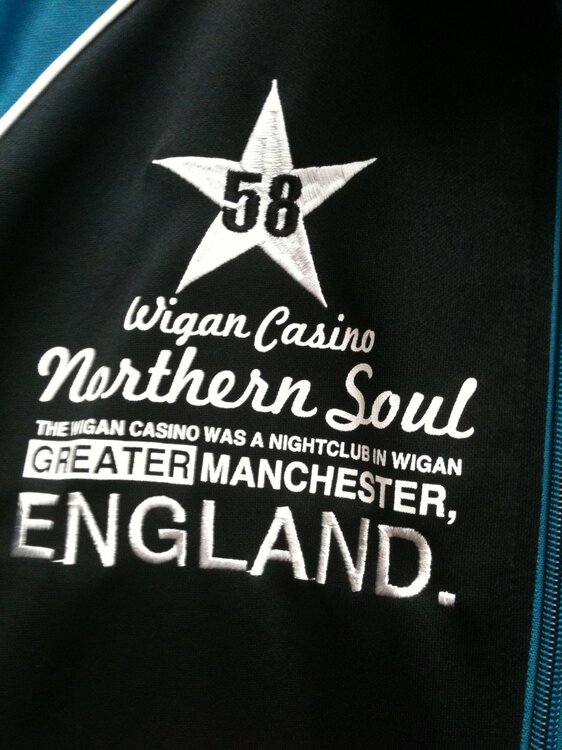 58
Wigan Casino
Northern Soul
THE WIGAN CASINO WAS A NIGHTCLUB IN WIGAN
GREATER MANCHESTER,
ENGLAND.